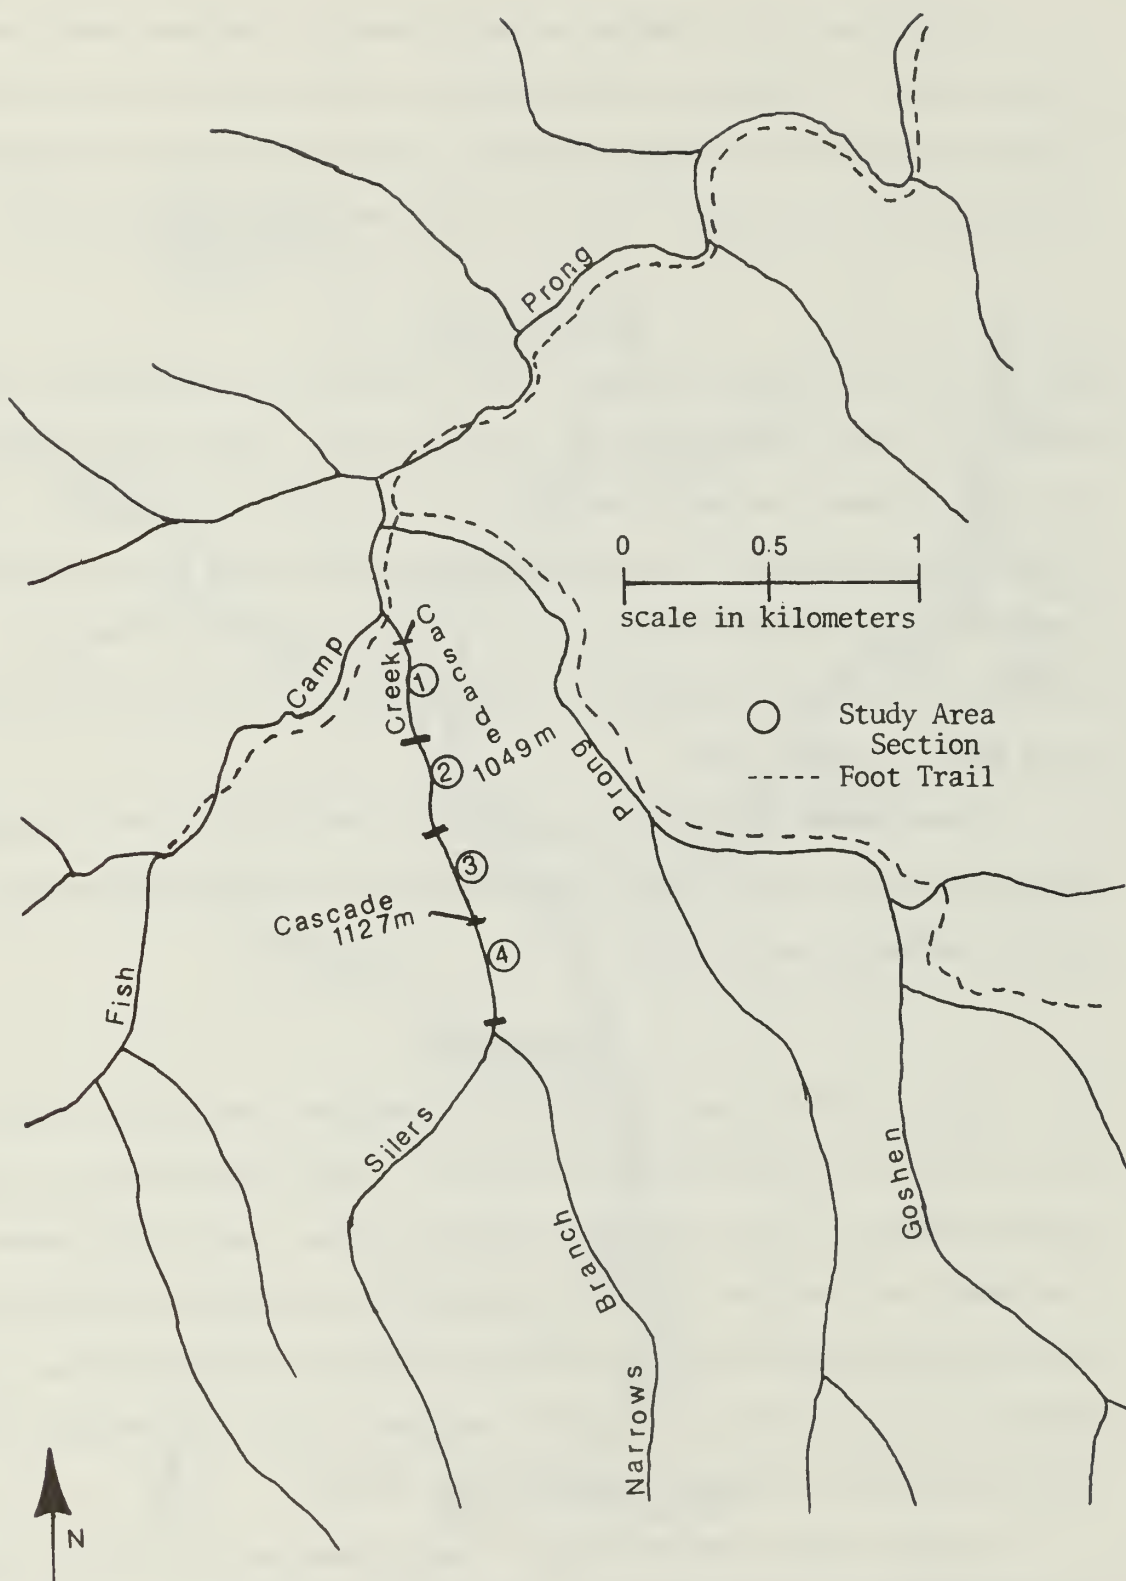 Prong
0 0.5 1
scale in kilometers
Camp
Creek
Cascade
1049m
1
2
3
4
Prong
Study Area
Section
Foot Trail
Cascade
1127m
Fish
Silers
Branch
Narrows
Goshen
N